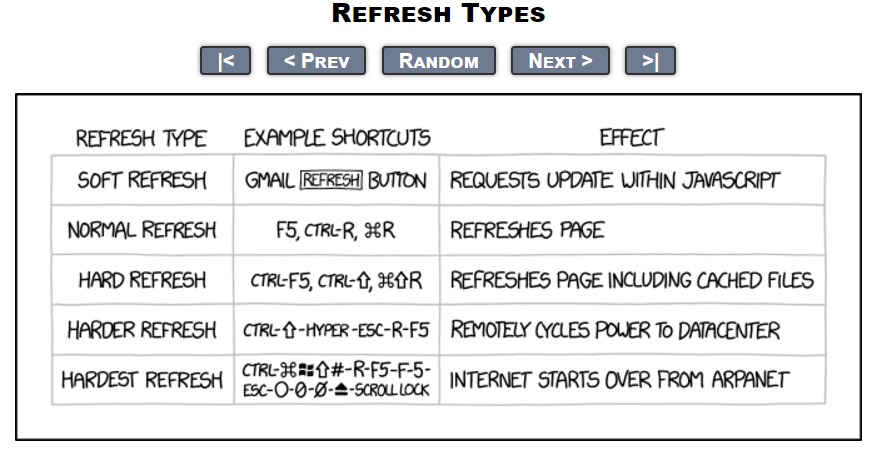 REFRESH TYPES
|< < PREV RANDOM NEXT > >|
REFRESH TYPE EXAMPLE SHORTCUTS EFFECT
SOFT REFRESH GMAIL REFRESH BUTTON REQUESTS UPDATE WITHIN JAVASCRIPT
NORMAL REFRESH F5, CTRL-R, ⌘R REFRESHES PAGE
HARD REFRESH CTRL-F5, CTRL-⇧, ⌘⇧R REFRESHES PAGE INCLUDING CACHED FILES
HARDER REFRESH CTRL-⇧-HYPER-ESC-R-F5 REMOTELY CYCLES POWER TO DATACENTER
HARDEST REFRESH CTRL-⌘⊞⇧#-R-F5-F-5- INTERNET STARTS OVER FROM ARPANET
ESC-O-0-Ø-⏏-SCROLL LOCK